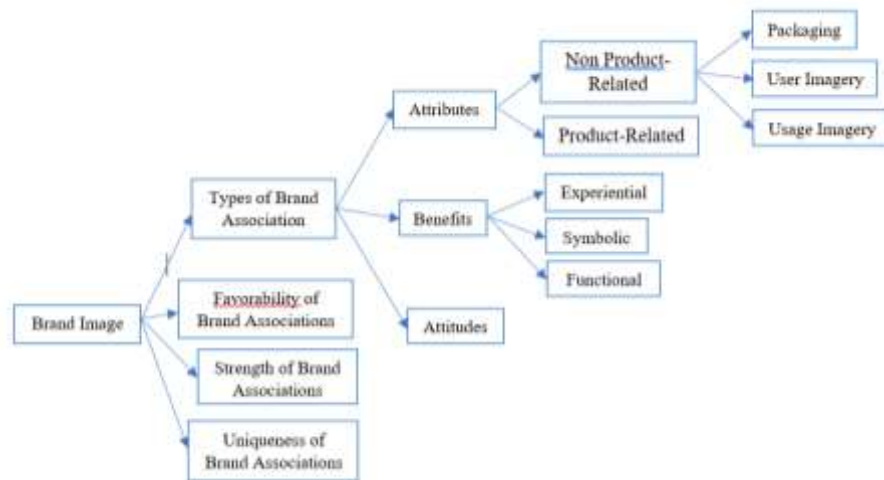 Packaging
Non Product-
Related
User Imagery
Attributes
Usage Imagery
Product-Related
Types of Brand
Association
Experiential
Benefits
Symbolic
Functional
Favorability of
Brand Associations
Brand Image
Attitudes
Strength of Brand
Associations
Uniqueness of
Brand Associations